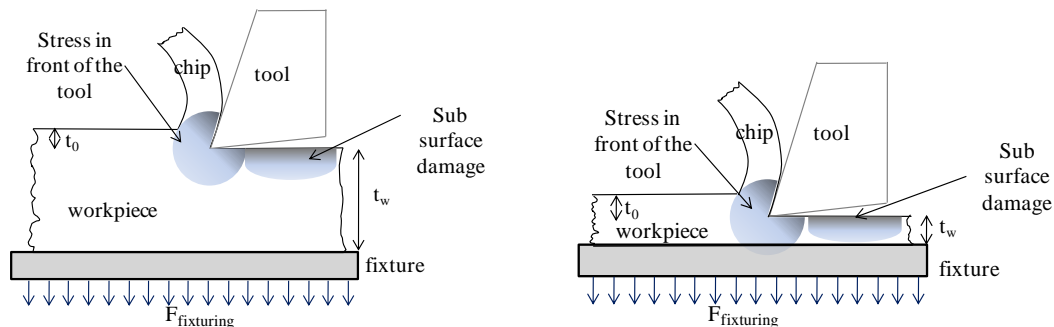 Stress in
front of the
tool
chip
tool
t0
Sub
surface
damage
tw
workpiece
fixture
Ffixturing
Stress in
front of the
tool
chip
tool
Sub
surface
damage
t0
workpiece
tw
fixture
Ffixturing